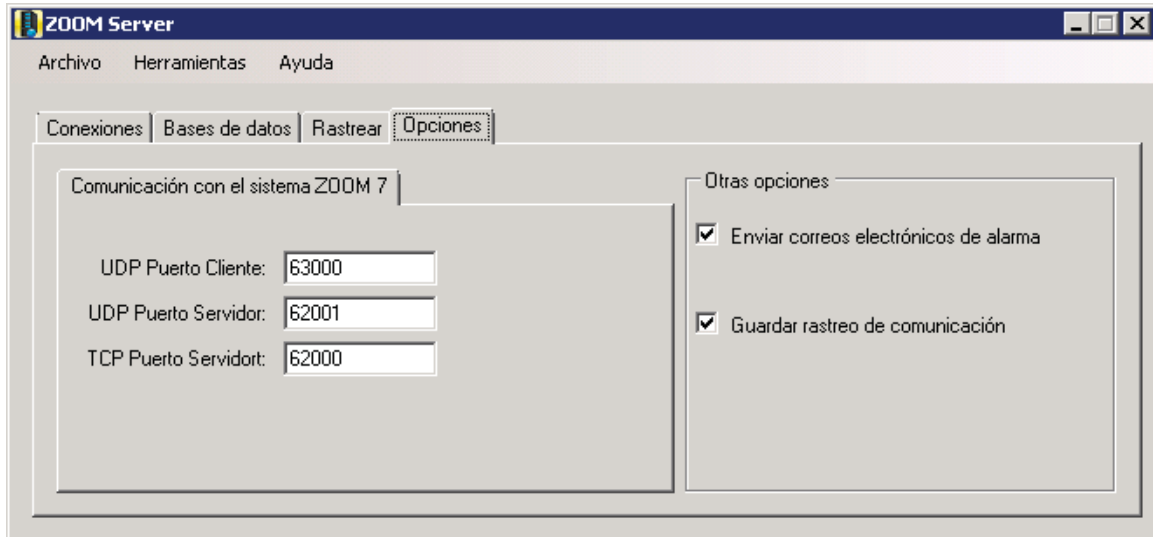 ZOOM Server
Archivo Herramientas Ayuda
Conexiones Bases de datos Rastrear Opciones
Comunicación con el sistema ZOOM 7
UDP Puerto Cliente: 63000
UDP Puerto Servidor: 62001
TCP Puerto Servidort: 62000
Otras opciones
Enviar correos electrónicos de alarma
Guardar rastreo de comunicación